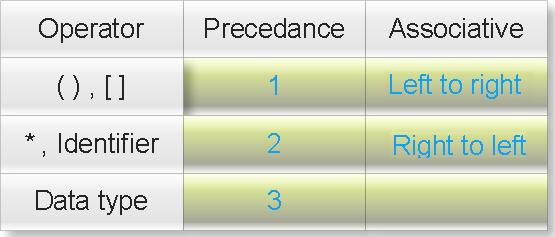 Operator Precedance Associative
( ) , [ ] 1 Left to right
* , Identifier 2 Right to left
Data type 3